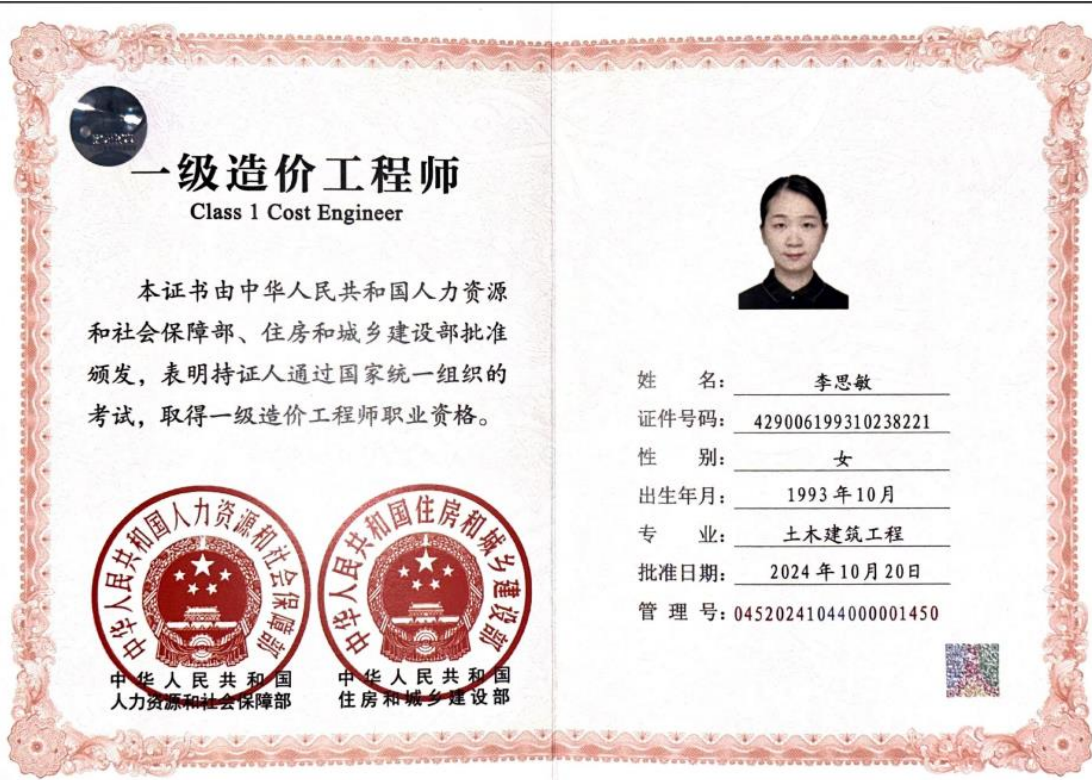 一级造价工程师
Class 1 Cost Engineer
本证书由中华人民共和国人力资源
和社会保障部、住房和城乡建设部批准
颁发，表明持证人通过国家统一组织的
考试，取得一级造价工程师职业资格。
中华人民共和国人力资源和社会保障部
中华人民共和国
人力资源和社会保障部
中华人民共和国住房和城乡建设部
中华人民共和国
住房和城乡建设部
姓 名：李思敏
证件号码：429006199310238221
性 别：女
出生年月：1993年10月
专 业：土木建筑工程
批准日期：2024年10月20日
管 理 号：04520241044000001450